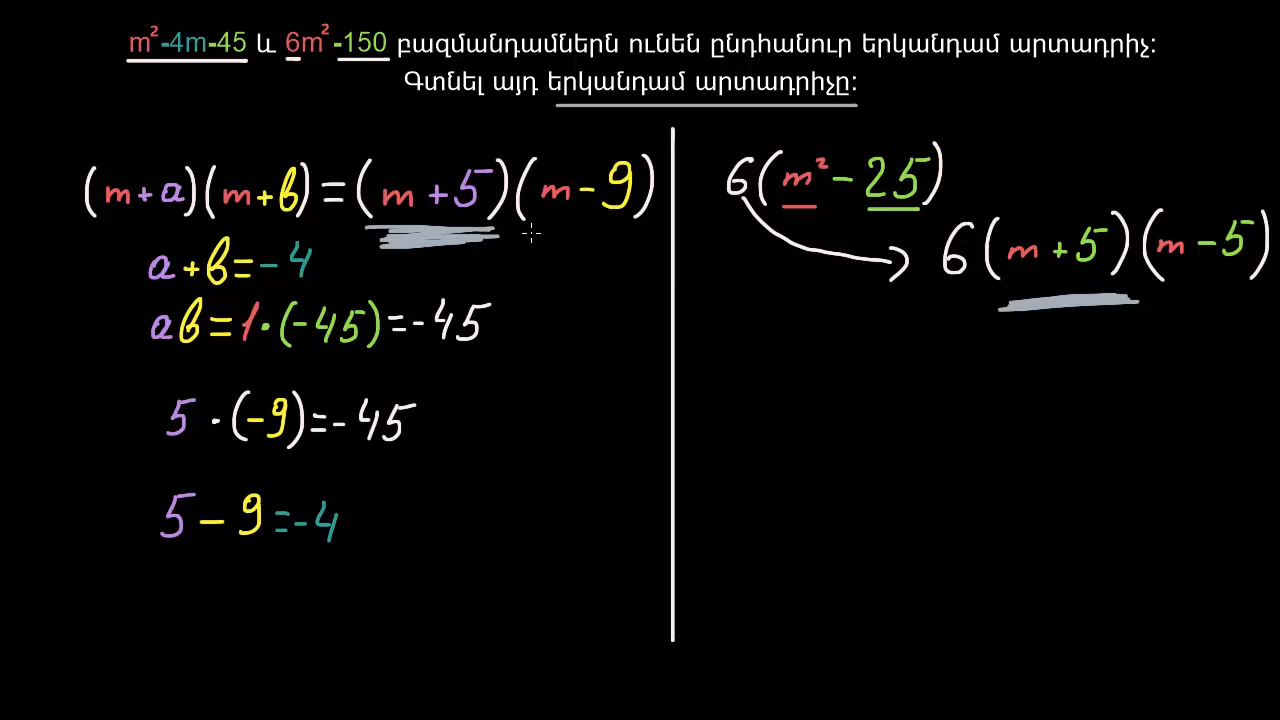 m²-4m-45 և 6m²-150 բազմանդամներն ունեն ընդհանուր երկանդամ արտադրիչ:
Գտնել այդ երկանդամ արտադրիչը:
(m+a)(m+b)=(m+5)(m-9)
a+b=-4
ab=1·(-45)=-45
5·(-9)=-45
5-9=-4
6(m²-25)
6(m+5)(m-5)